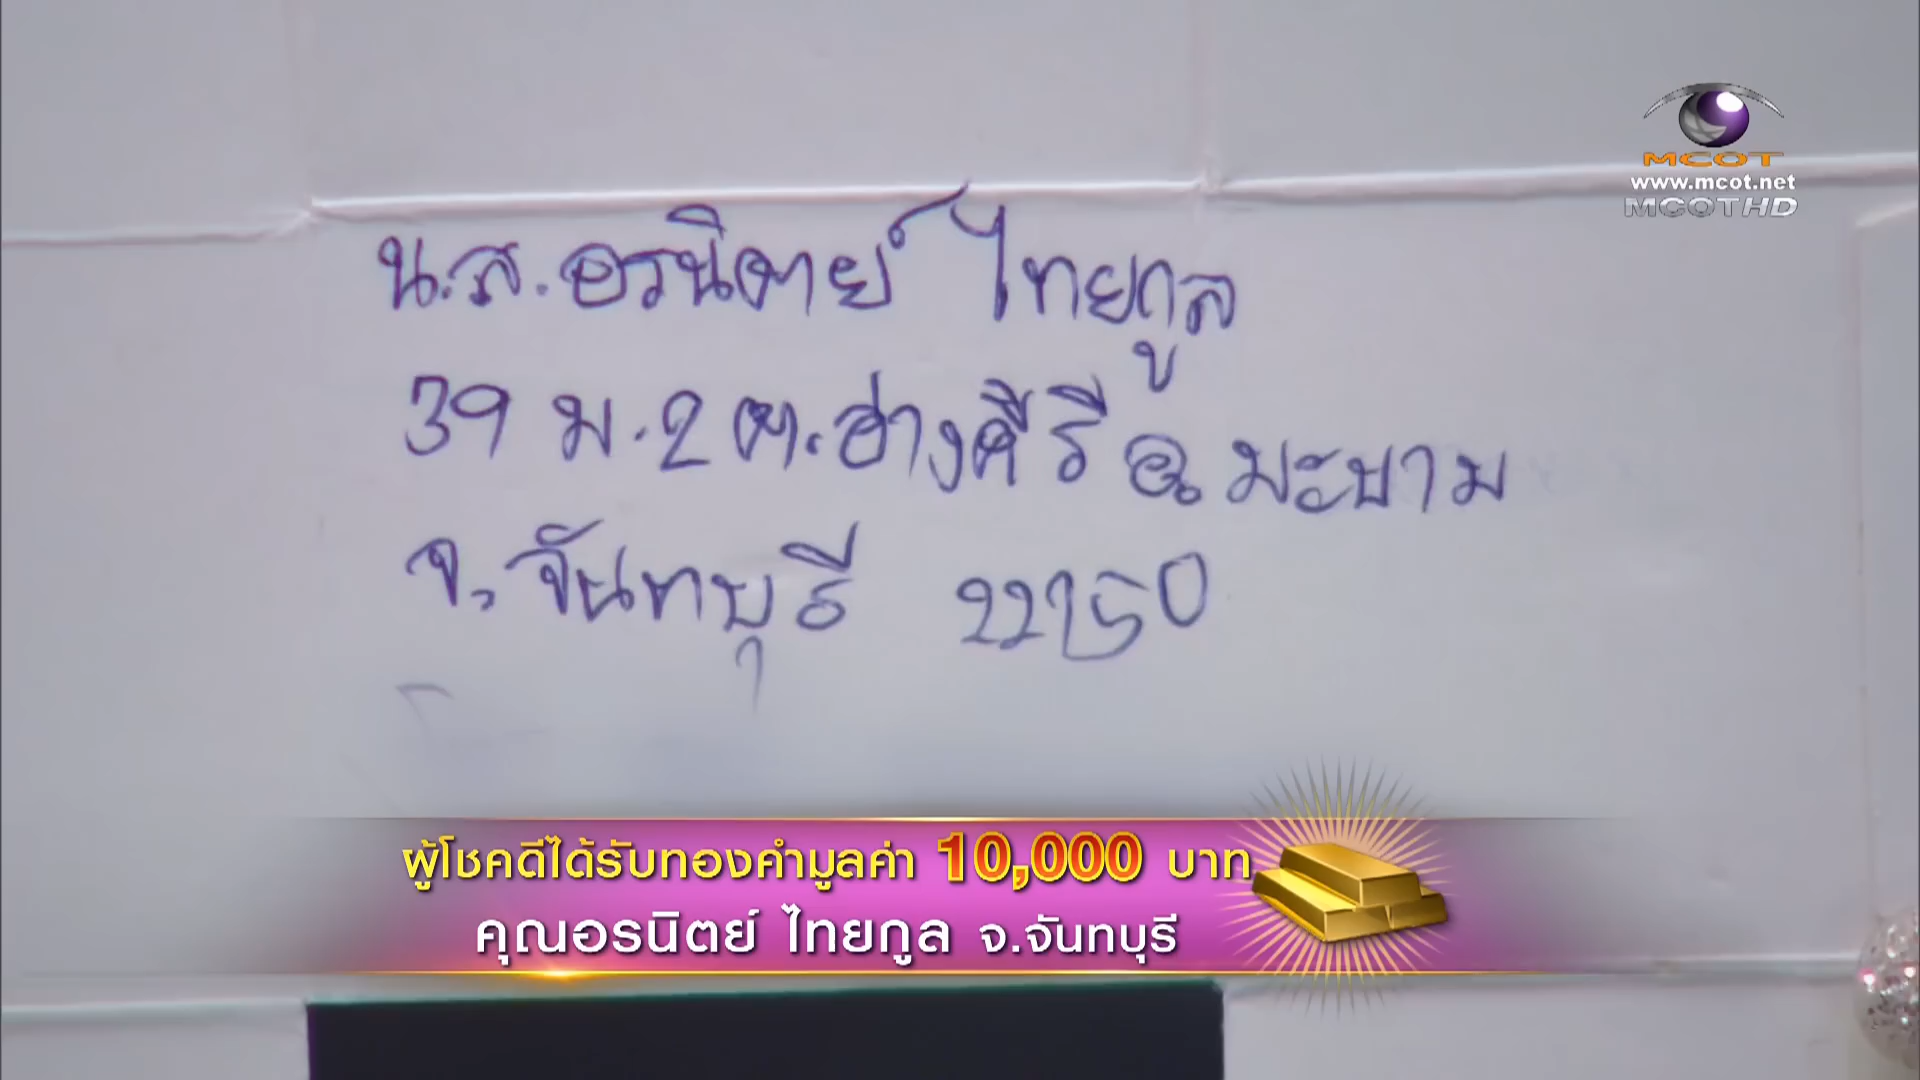 MCOT
www.mcot.net
MCOTHD
น.ส.อรนิตย์ ไทยกูล
39 ม.2 ต.อ่างคีรี อ.มะขาม
จ.จันทบุรี 22150
ผู้โชคดีได้รับทองคำมูลค่า 10,000 บาท
คุณอรนิตย์ ไทยกูล จ.จันทบุรี